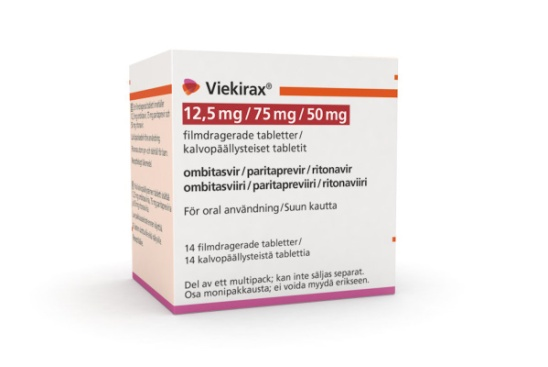 Viekirax®
12,5 mg / 75 mg / 50 mg
filmdragerade tabletter/
kalvopäällysteiset tabletit
ombitasvir / paritaprevir / ritonavir
ombitasviiri / paritapreviiri / ritonaviiri
För oral användning/Suun kautta
14 filmdragerade tabletter/
14 kalvopäällysteistä tablettia
Del av ett multipack; kan inte säljas separat.
Osa monipakkausta; ei voida myydä erikseen.